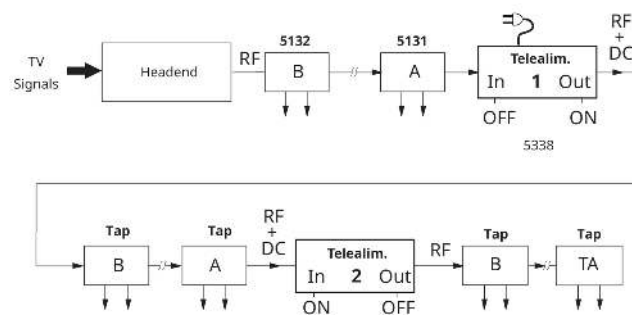 TV
Signals
Headend
RF
5132
B
5131
A
Telealim.
In 1 Out
OFF ON
5338
RF
+
DC
Tap
B
Tap
A
RF
+
DC
Telealim.
In 2 Out
ON OFF
RF
Tap
B
Tap
TA